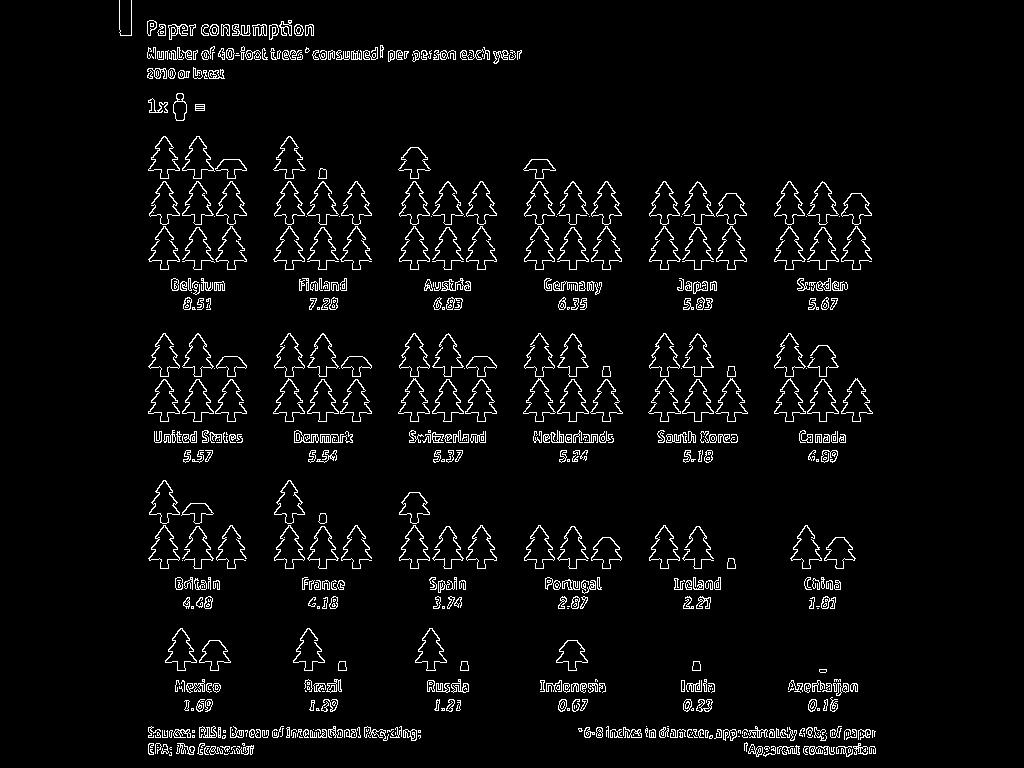 Paper consumption
Number of 40-foot trees* consumed† per person each year
2010 or latest
1x =
Belgium Finland Austria Germany Japan Sweden
8.51 7.28 6.83 6.35 5.83 5.67
United States Denmark Switzerland Netherlands South Korea Canada
5.57 5.54 5.37 5.24 5.18 4.89
Britain France Spain Portugal Ireland China
4.48 4.18 3.74 2.87 2.21 1.81
Mexico Brazil Russia Indonesia India Azerbaijan
1.69 1.29 1.21 0.67 0.23 0.16
Sources: RISI; Bureau of International Recycling; *6-8 inches in diameter, approximately 40kg of paper
EPA; The Economist †Apparent consumption